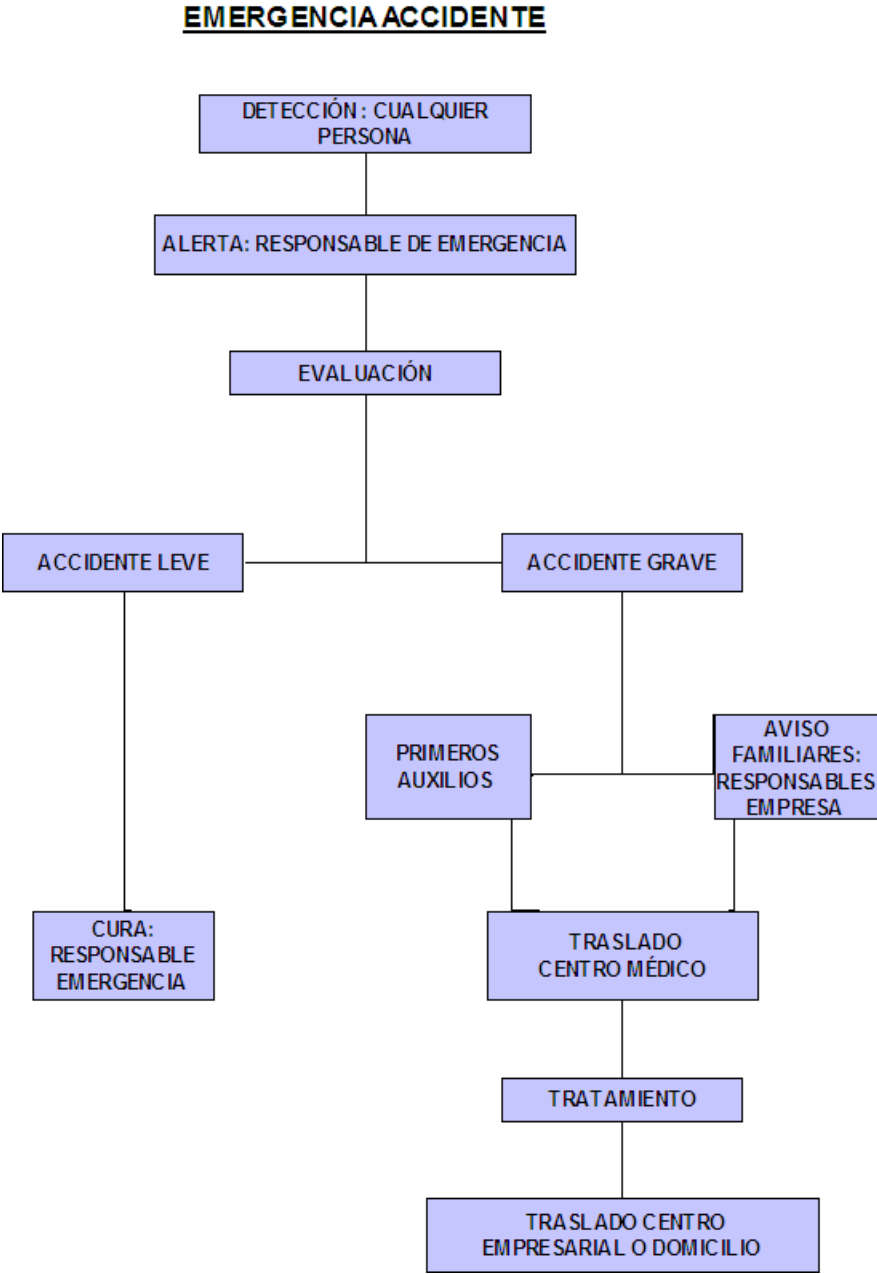 EMERGENCIA ACCIDENTE
DETECCIÓN : CUALQUIER
PERSONA
ALERTA: RESPONSABLE DE EMERGENCIA
EVALUACIÓN
ACCIDENTE LEVE
ACCIDENTE GRAVE
PRIMEROS
AUXILIOS
AVISO
FAMILIARES:
RESPONSABLES
EMPRESA
CURA:
RESPONSABLE
EMERGENCIA
TRASLADO
CENTRO MÉDICO
TRATAMIENTO
TRASLADO CENTRO
EMPRESARIAL O DOMICILIO